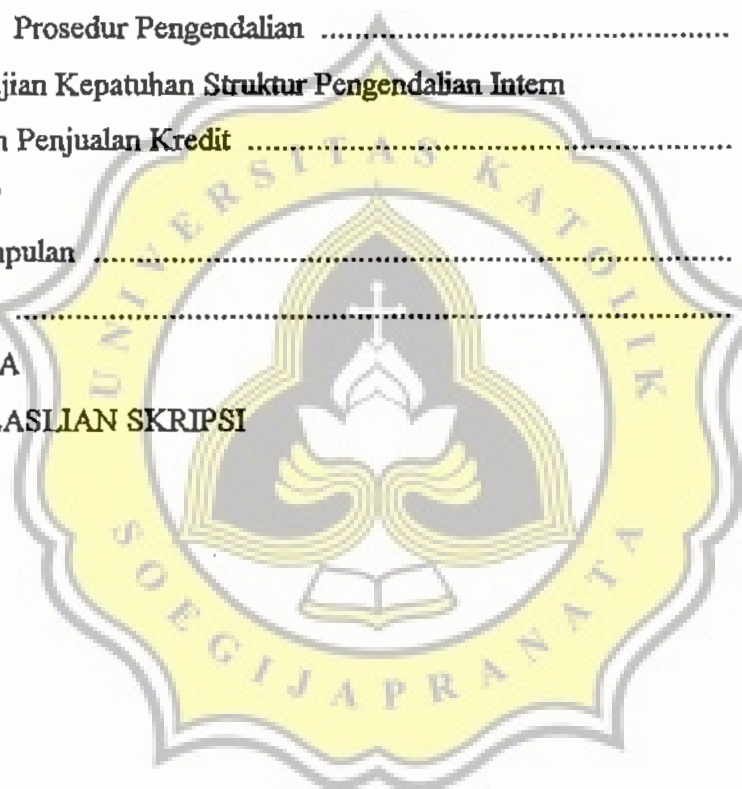 Prosedur Pengendalian ........................................
jian Kepatuhan Struktur Pengendalian Intern
n Penjualan Kredit ................................................
npulan ................................................................
........................................................................
A
ASLIAN SKRIPSI
UNIVERSITAS KATOLIK
SOEGIJAPRANATA